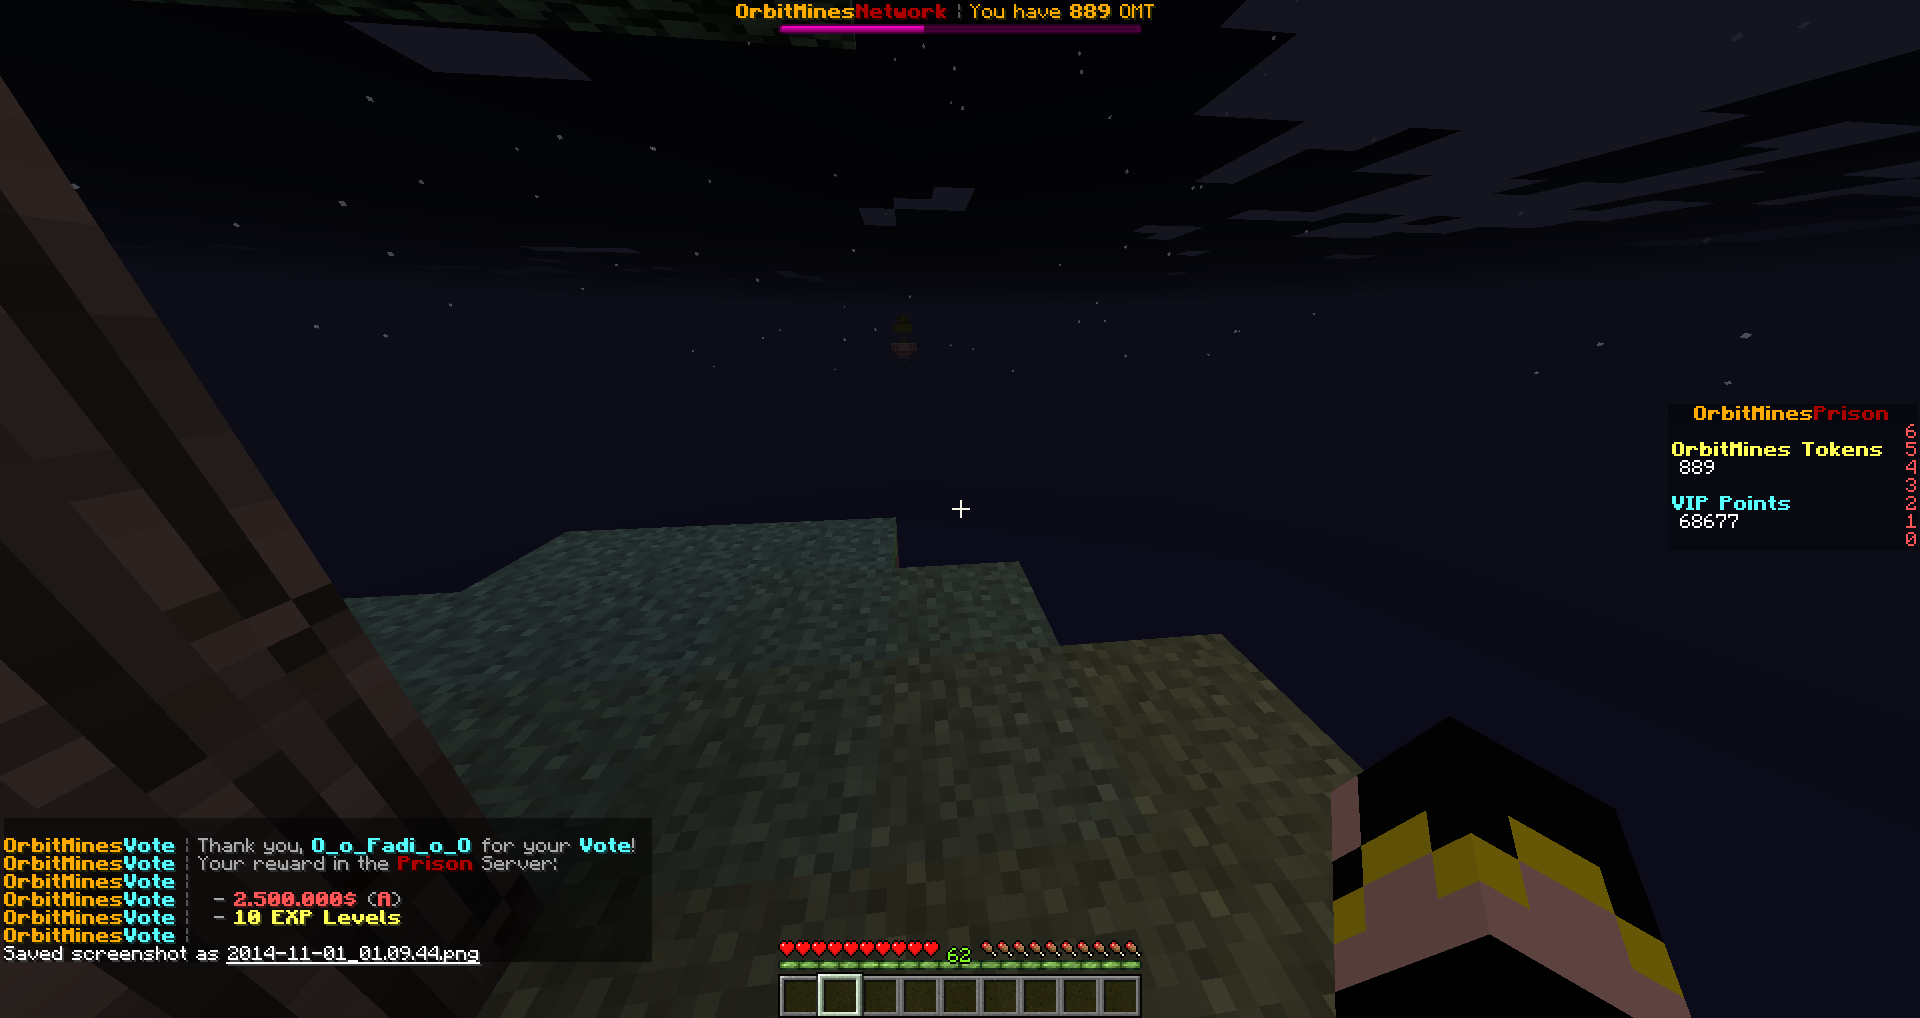 OrbitMinesNetwork | You have 889 OMT
OrbitMinesPrison
6
OrbitMines Tokens 5
889 4
3
VIP Points 2
68677 1
0
OrbitMinesVote | Thank you, O_o_Fadi_o_O for your Vote!
OrbitMinesVote | Your reward in the Prison Server:
OrbitMinesVote |
OrbitMinesVote | - 2.500.000$ (A)
OrbitMinesVote | - 10 EXP Levels
OrbitMinesVote |
Saved screenshot as 2014-11-01_01.09.44.png
62